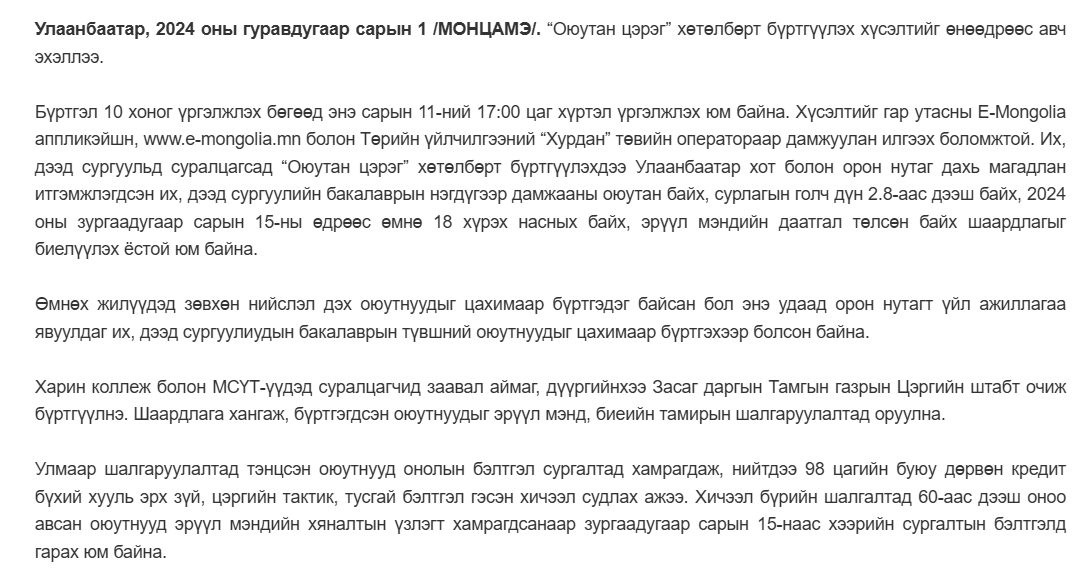 Улаанбаатар, 2024 оны гуравдугаар сарын 1 /МОНЦАМЭ/. “Оюутан цэрэг” хөтөлбөрт бүртгүүлэх хүсэлтийг өнөөдрөөс авч
эхэллээ.
Бүртгэл 10 хоног үргэлжлэх бөгөөд энэ сарын 11-ний 17:00 цаг хүртэл үргэлжлэх юм байна. Хүсэлтийг гар утасны E-Mongolia
аппликэйшн, www.e-mongolia.mn болон Төрийн үйлчилгээний “Хурдан” төвийн оператораар дамжуулан илгээх боломжтой. Их,
дээд сургуульд суралцагсад “Оюутан цэрэг” хөтөлбөрт бүртгүүлэхдээ Улаанбаатар хот болон орон нутаг дахь магадлан
итгэмжлэгдсэн их, дээд сургуулийн бакалаврын нэгдүгээр дамжааны оюутан байх, сурлагын голч дүн 2.8-аас дээш байх, 2024
оны зургаадугаар сарын 15-ны өдрөөс өмнө 18 хүрэх насных байх, эрүүл мэндийн даатгал төлсөн байх шаардлагыг
биелүүлэх ёстой юм байна.
Өмнөх жилүүдэд зөвхөн нийслэл дэх оюутнуудыг цахимаар бүртгэдэг байсан бол энэ удаад орон нутагт үйл ажиллагаа
явуулдаг их, дээд сургуулиудын бакалаврын түвшний оюутнуудыг цахимаар бүртгэхээр болсон байна.
Харин коллеж болон МСҮТ-үүдэд суралцагчид заавал аймаг, дүүргийнхээ Засаг даргын Тамгын газрын Цэргийн штабт очиж
бүртгүүлнэ. Шаардлага хангаж, бүртгэгдсэн оюутнуудыг эрүүл мэнд, биеийн тамирын шалгаруулалтад оруулна.
Улмаар шалгаруулалтад тэнцсэн оюутнууд онолын бэлтгэл сургалтад хамрагдаж, нийтдээ 98 цагийн буюу дөрвөн кредит
бүхий хууль эрх зүй, цэргийн тактик, тусгай бэлтгэл гэсэн хичээл судлах ажээ. Хичээл бүрийн шалгалтад 60-аас дээш оноо
авсан оюутнууд эрүүл мэндийн хяналтын үзлэгт хамрагдсанаар зургаадугаар сарын 15-наас хээрийн сургалтын бэлтгэлд
гарах юм байна.